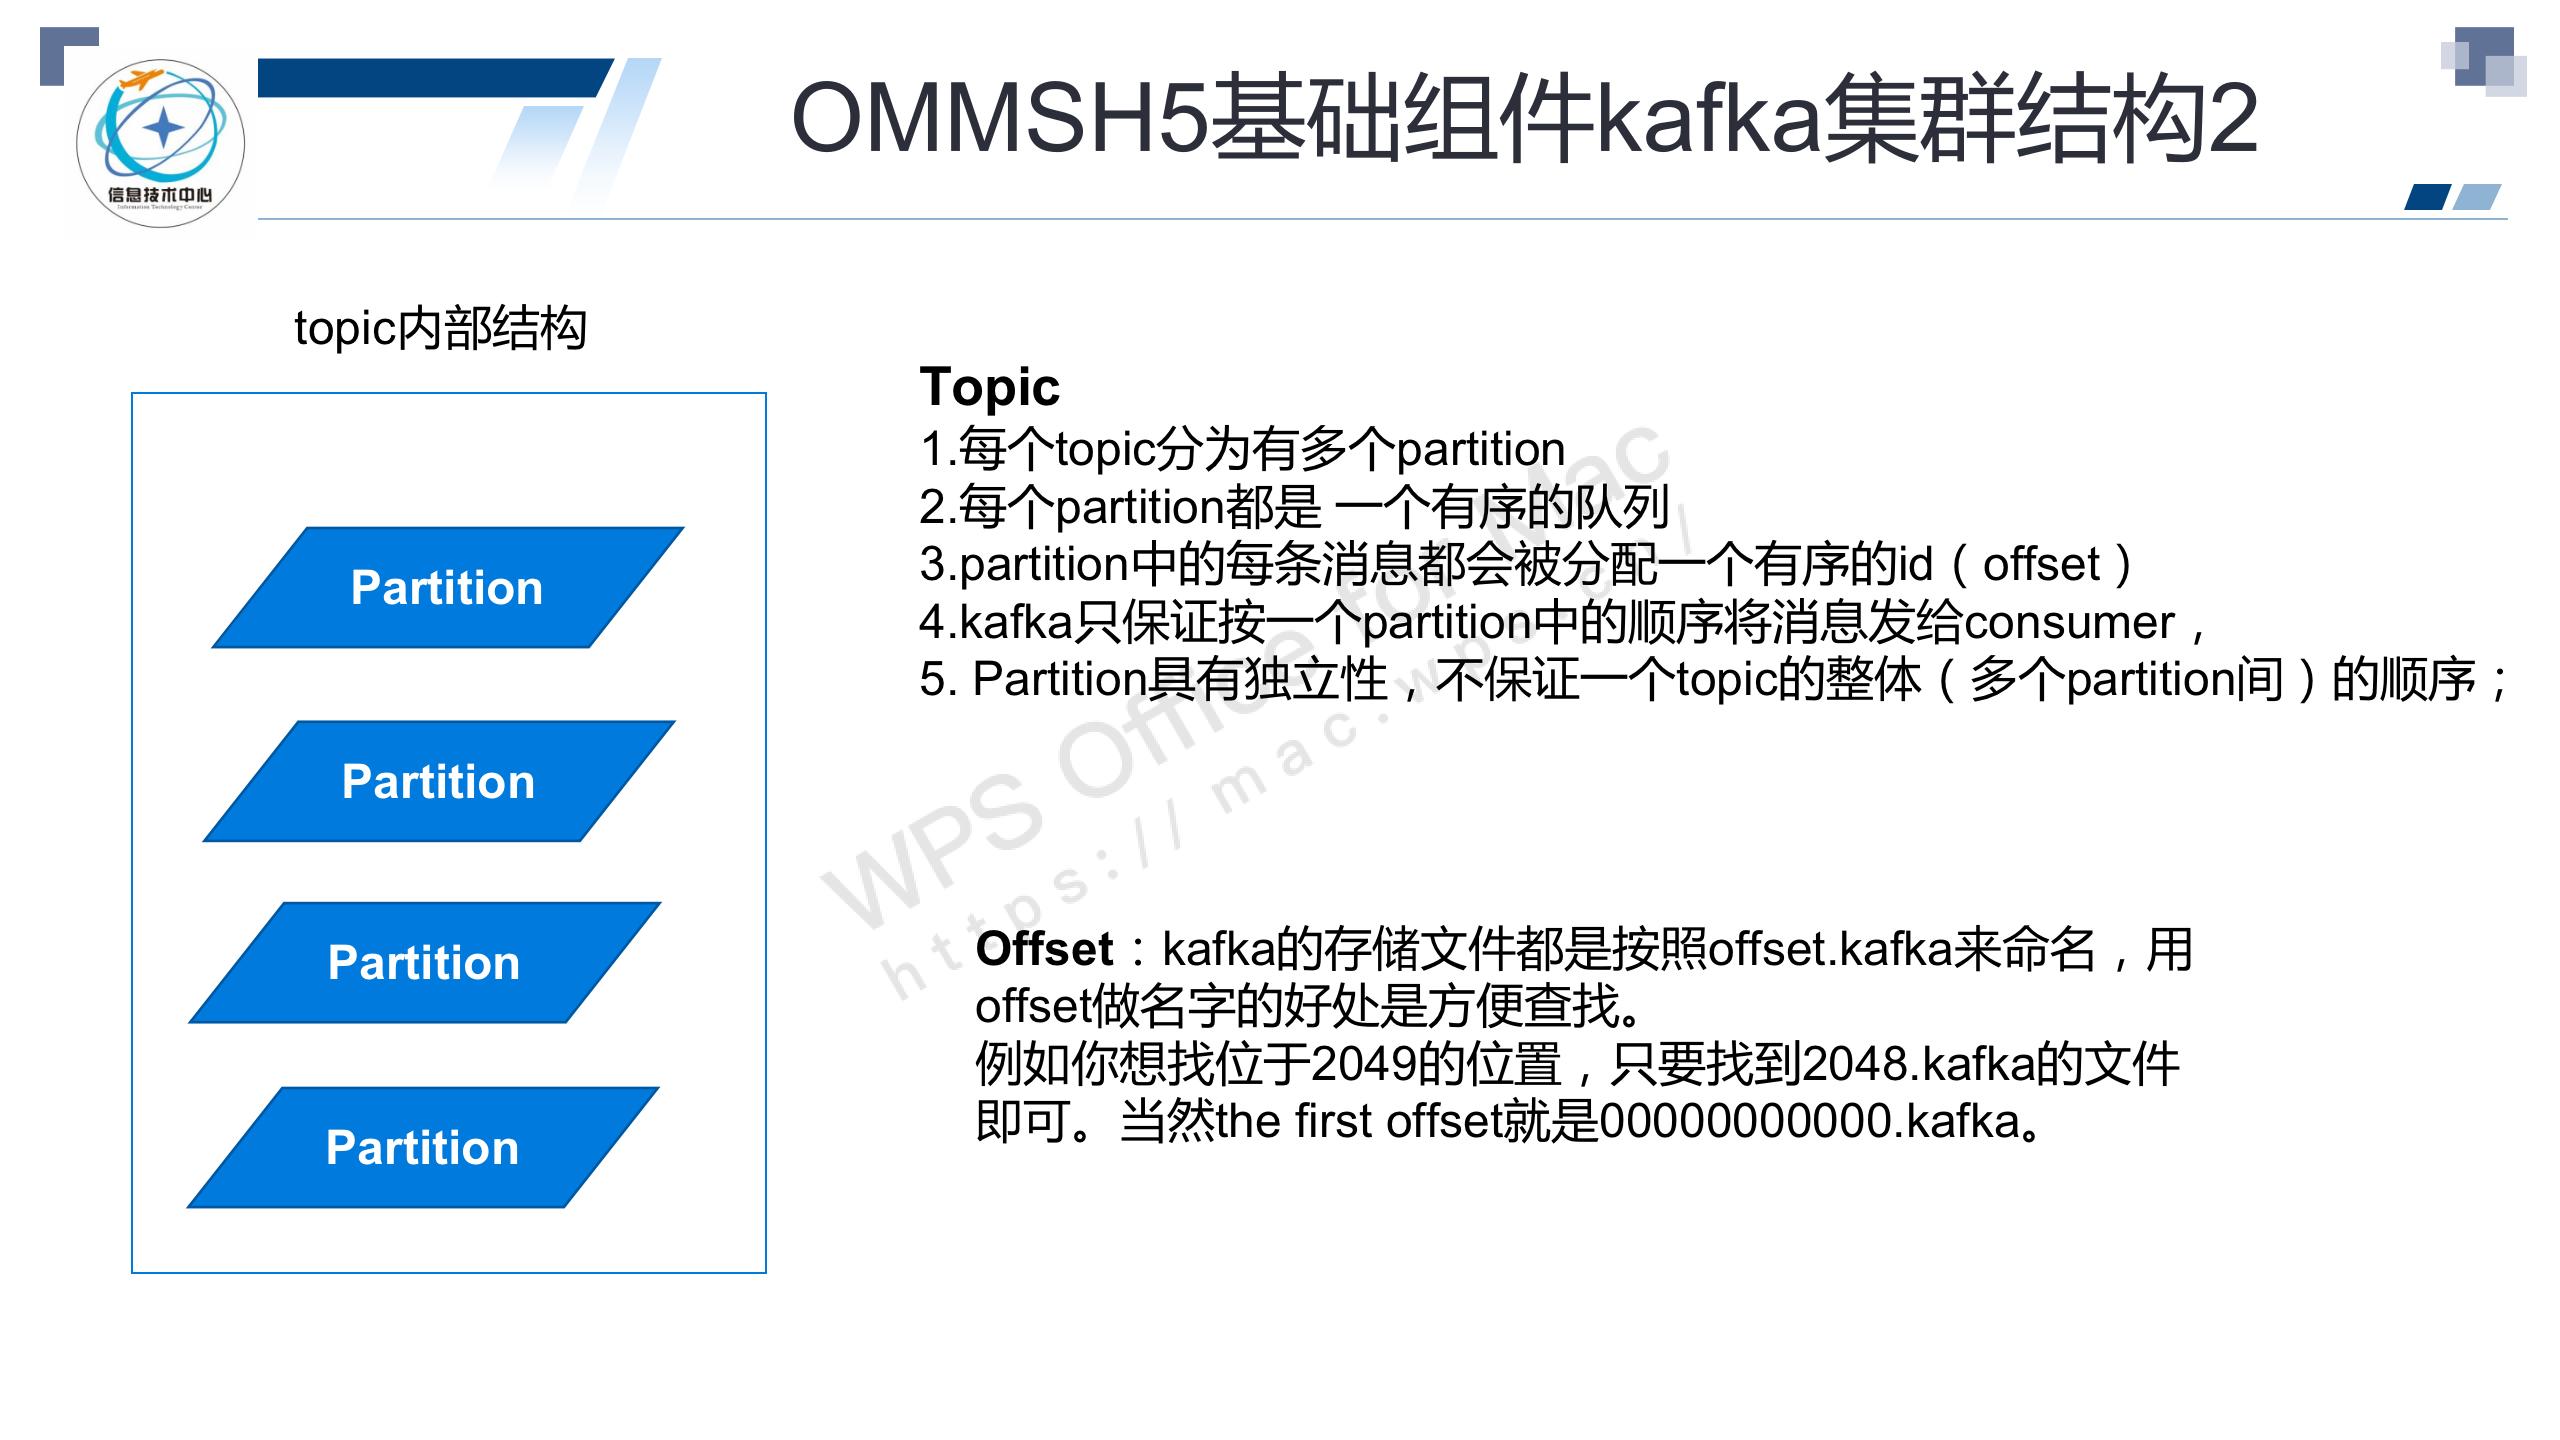 OMMSH5基础组件kafka集群结构2
信息技术中心
Information Technology Center
topic内部结构
Partition
Partition
Partition
Partition
Topic
1.每个topic分为有多个partition
2.每个partition都是 一个有序的队列
3.partition中的每条消息都会被分配一个有序的id（offset）
4.kafka只保证按一个partition中的顺序将消息发给consumer，
5. Partition具有独立性，不保证一个topic的整体（多个partition间）的顺序；
Offset：kafka的存储文件都是按照offset.kafka来命名，用
offset做名字的好处是方便查找。
例如你想找位于2049的位置，只要找到2048.kafka的文件
即可。当然the first offset就是00000000000.kafka。
WPS Office for Mac
https://mac.wps.cn/